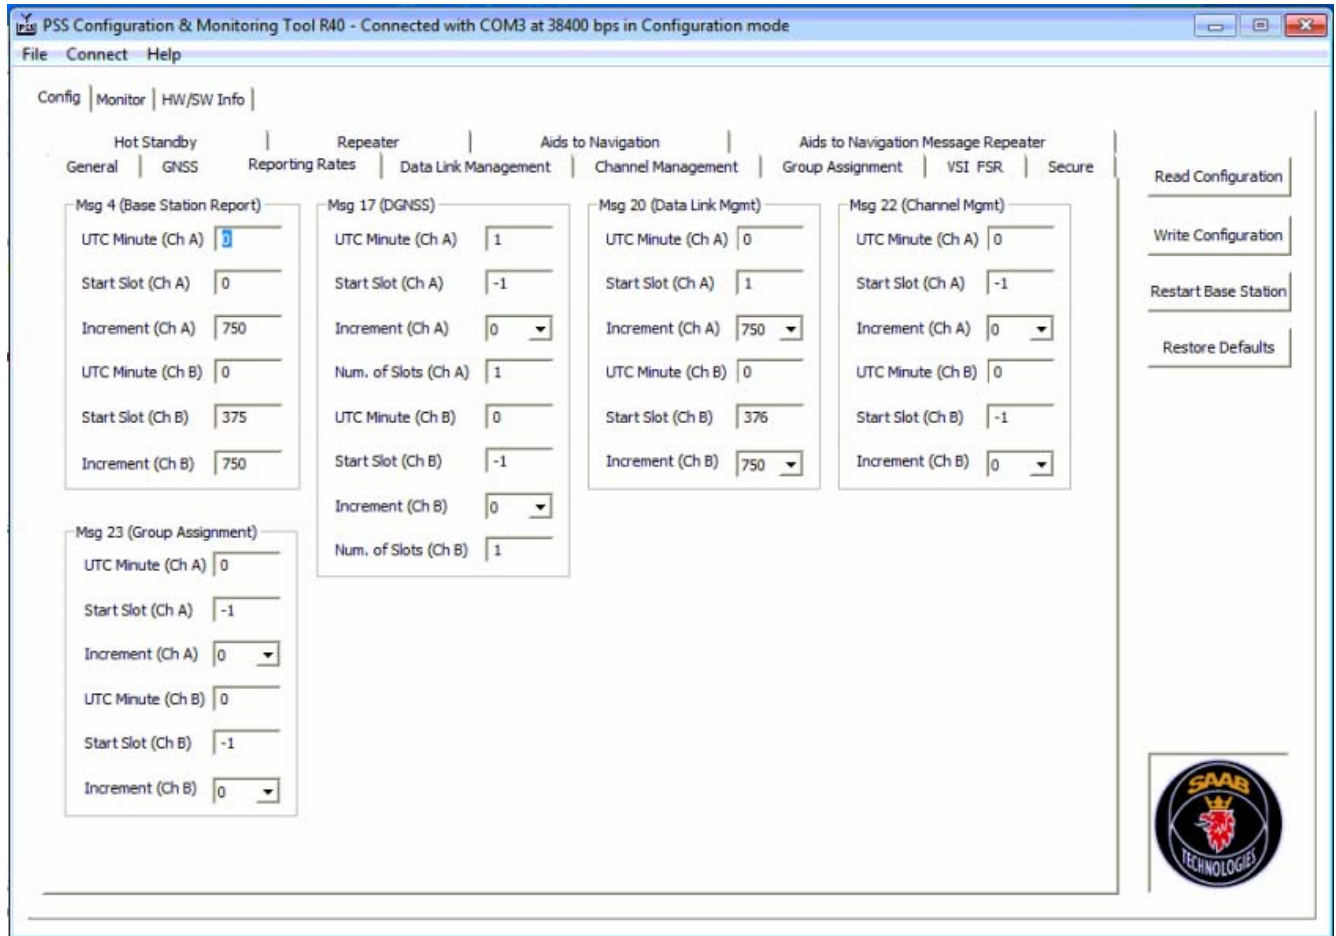 PSS Configuration & Monitoring Tool R40 - Connected with COM3 at 38400 bps in Configuration mode
File Connect Help
Config Monitor HW/SW Info
Hot Standby Repeater Aids to Navigation Aids to Navigation Message Repeater
General GNSS Reporting Rates Data Link Management Channel Management Group Assignment VSI FSR Secure
Msg 4 (Base Station Report)
UTC Minute (Ch A) 0
Start Slot (Ch A) 0
Increment (Ch A) 750
UTC Minute (Ch B) 0
Start Slot (Ch B) 375
Increment (Ch B) 750
Msg 17 (DGNSS)
UTC Minute (Ch A) 1
Start Slot (Ch A) -1
Increment (Ch A) 0
Num. of Slots (Ch A) 1
UTC Minute (Ch B) 0
Start Slot (Ch B) -1
Increment (Ch B) 0
Num. of Slots (Ch B) 1
Msg 20 (Data Link Mgmt)
UTC Minute (Ch A) 0
Start Slot (Ch A) 1
Increment (Ch A) 750
UTC Minute (Ch B) 0
Start Slot (Ch B) 376
Increment (Ch B) 750
Msg 22 (Channel Mgmt)
UTC Minute (Ch A) 0
Start Slot (Ch A) -1
Increment (Ch A) 0
UTC Minute (Ch B) 0
Start Slot (Ch B) -1
Increment (Ch B) 0
Msg 23 (Group Assignment)
UTC Minute (Ch A) 0
Start Slot (Ch A) -1
Increment (Ch A) 0
UTC Minute (Ch B) 0
Start Slot (Ch B) -1
Increment (Ch B) 0
Read Configuration
Write Configuration
Restart Base Station
Restore Defaults
SAAB
TECHNOLOGIES